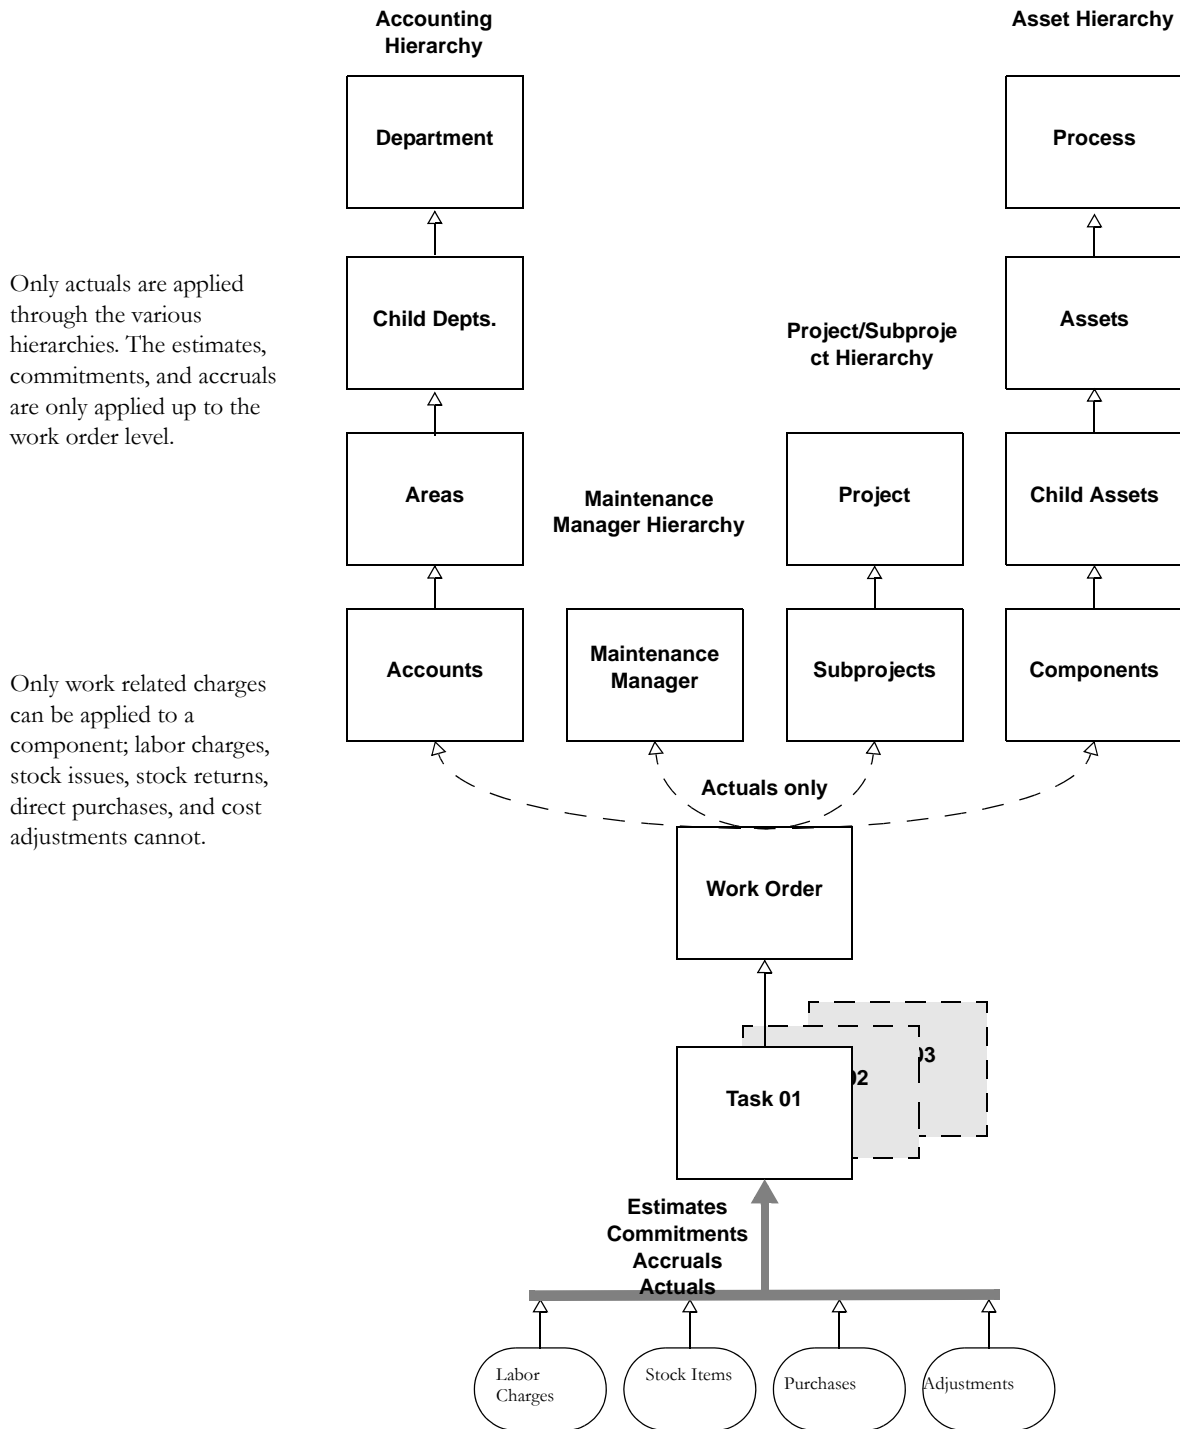 Accounting
Hierarchy
Asset Hierarchy
Department
Process
Only actuals are applied
through the various
hierarchies. The estimates,
commitments, and accruals
are only applied up to the
work order level.
Child Depts.
Assets
Project/Subproje
ct Hierarchy
Areas
Maintenance
Manager Hierarchy
Project
Child Assets
Only work related charges
can be applied to a
component; labor charges,
stock issues, stock returns,
direct purchases, and cost
adjustments cannot.
Accounts
Maintenance
Manager
Subprojects
Components
Actuals only
Work Order
03
02
Task 01
Estimates
Commitments
Accruals
Actuals
Labor
Charges
Stock Items
Purchases
Adjustments